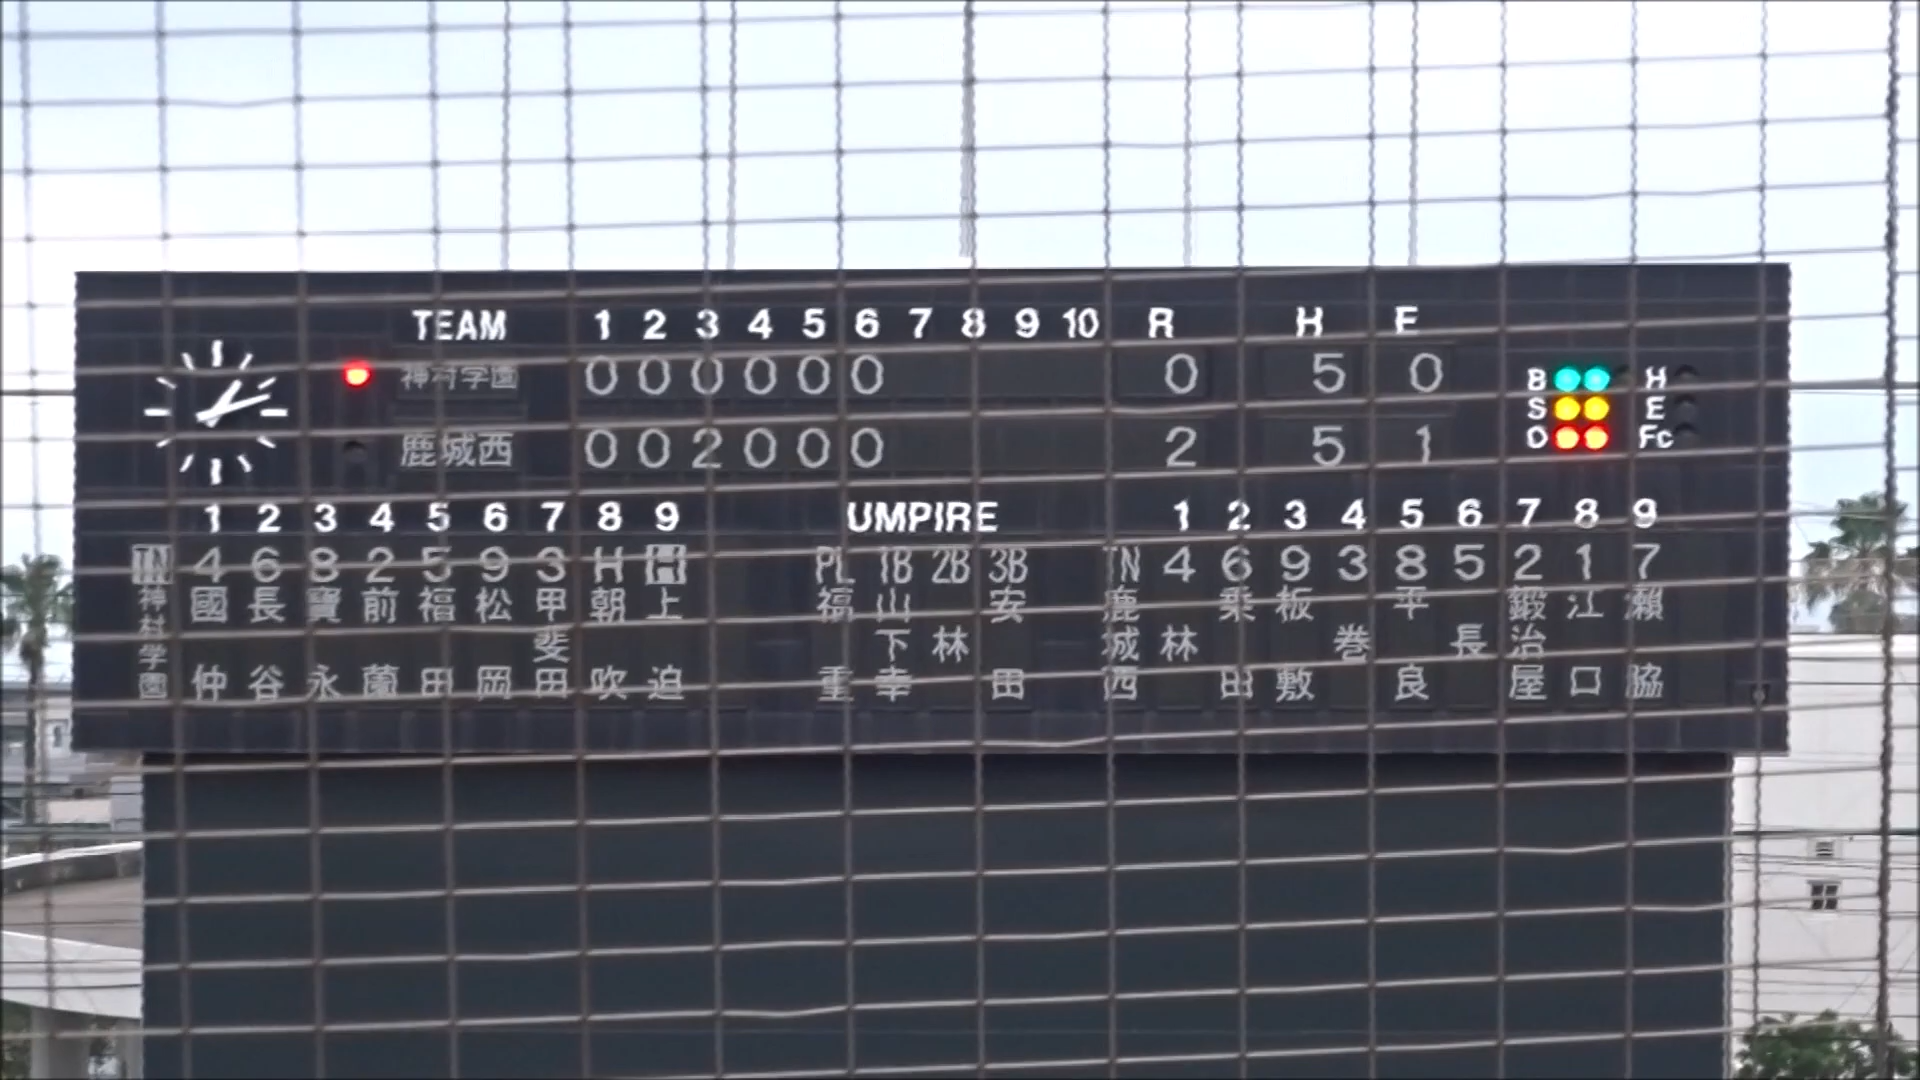 TEAM 1 2 3 4 5 6 7 8 9 10 R H E
神村学園 0 0 0 0 0 0 0 5 0
鹿城西 0 0 2 0 0 0 2 5 1
B H
S E
O Fc
1 2 3 4 5 6 7 8 9 UMPIRE 1 2 3 4 5 6 7 8 9
TN 4 6 8 2 5 9 3 H H PL 1B 2B 3B TN 4 6 9 3 8 5 2 1 7
神村学園
國仲
長谷
寶永
前薗
福田
松岡
甲斐田
朝吹
上迫
福重
山下幸
林
安田
鹿城西
林
乗田
板敷
巻
平良
長
鍛治屋
江口
瀬脇